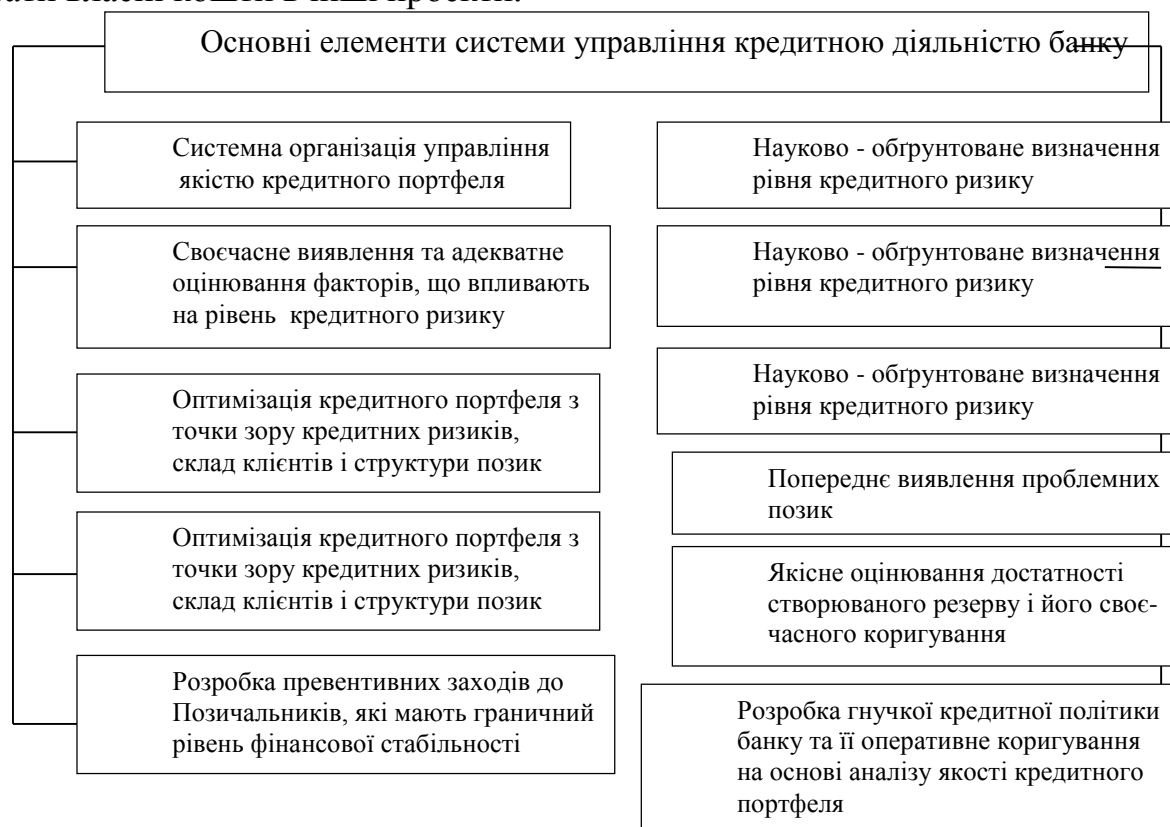 власні кошти в інші проекти.
Основні елементи системи управління кредитною діяльністю банку
Системна організація управління
якістю кредитного портфеля
Своєчасне виявлення та адекватне
оцінювання факторів, що впливають
на рівень кредитного ризику
Оптимізація кредитного портфеля з
точки зору кредитних ризиків,
склад клієнтів і структури позик
Оптимізація кредитного портфеля з
точки зору кредитних ризиків,
склад клієнтів і структури позик
Розробка превентивних заходів до
Позичальників, які мають граничний
рівень фінансової стабільності
Науково - обґрунтоване визначення
рівня кредитного ризику
Науково - обґрунтоване визначення
рівня кредитного ризику
Науково - обґрунтоване визначення
рівня кредитного ризику
Попереднє виявлення проблемних
позик
Якісне оцінювання достатності
створюваного резерву і його своє-
часного коригування
Розробка гнучкої кредитної політики
банку та її оперативне коригування
на основі аналізу якості кредитного
портфеля